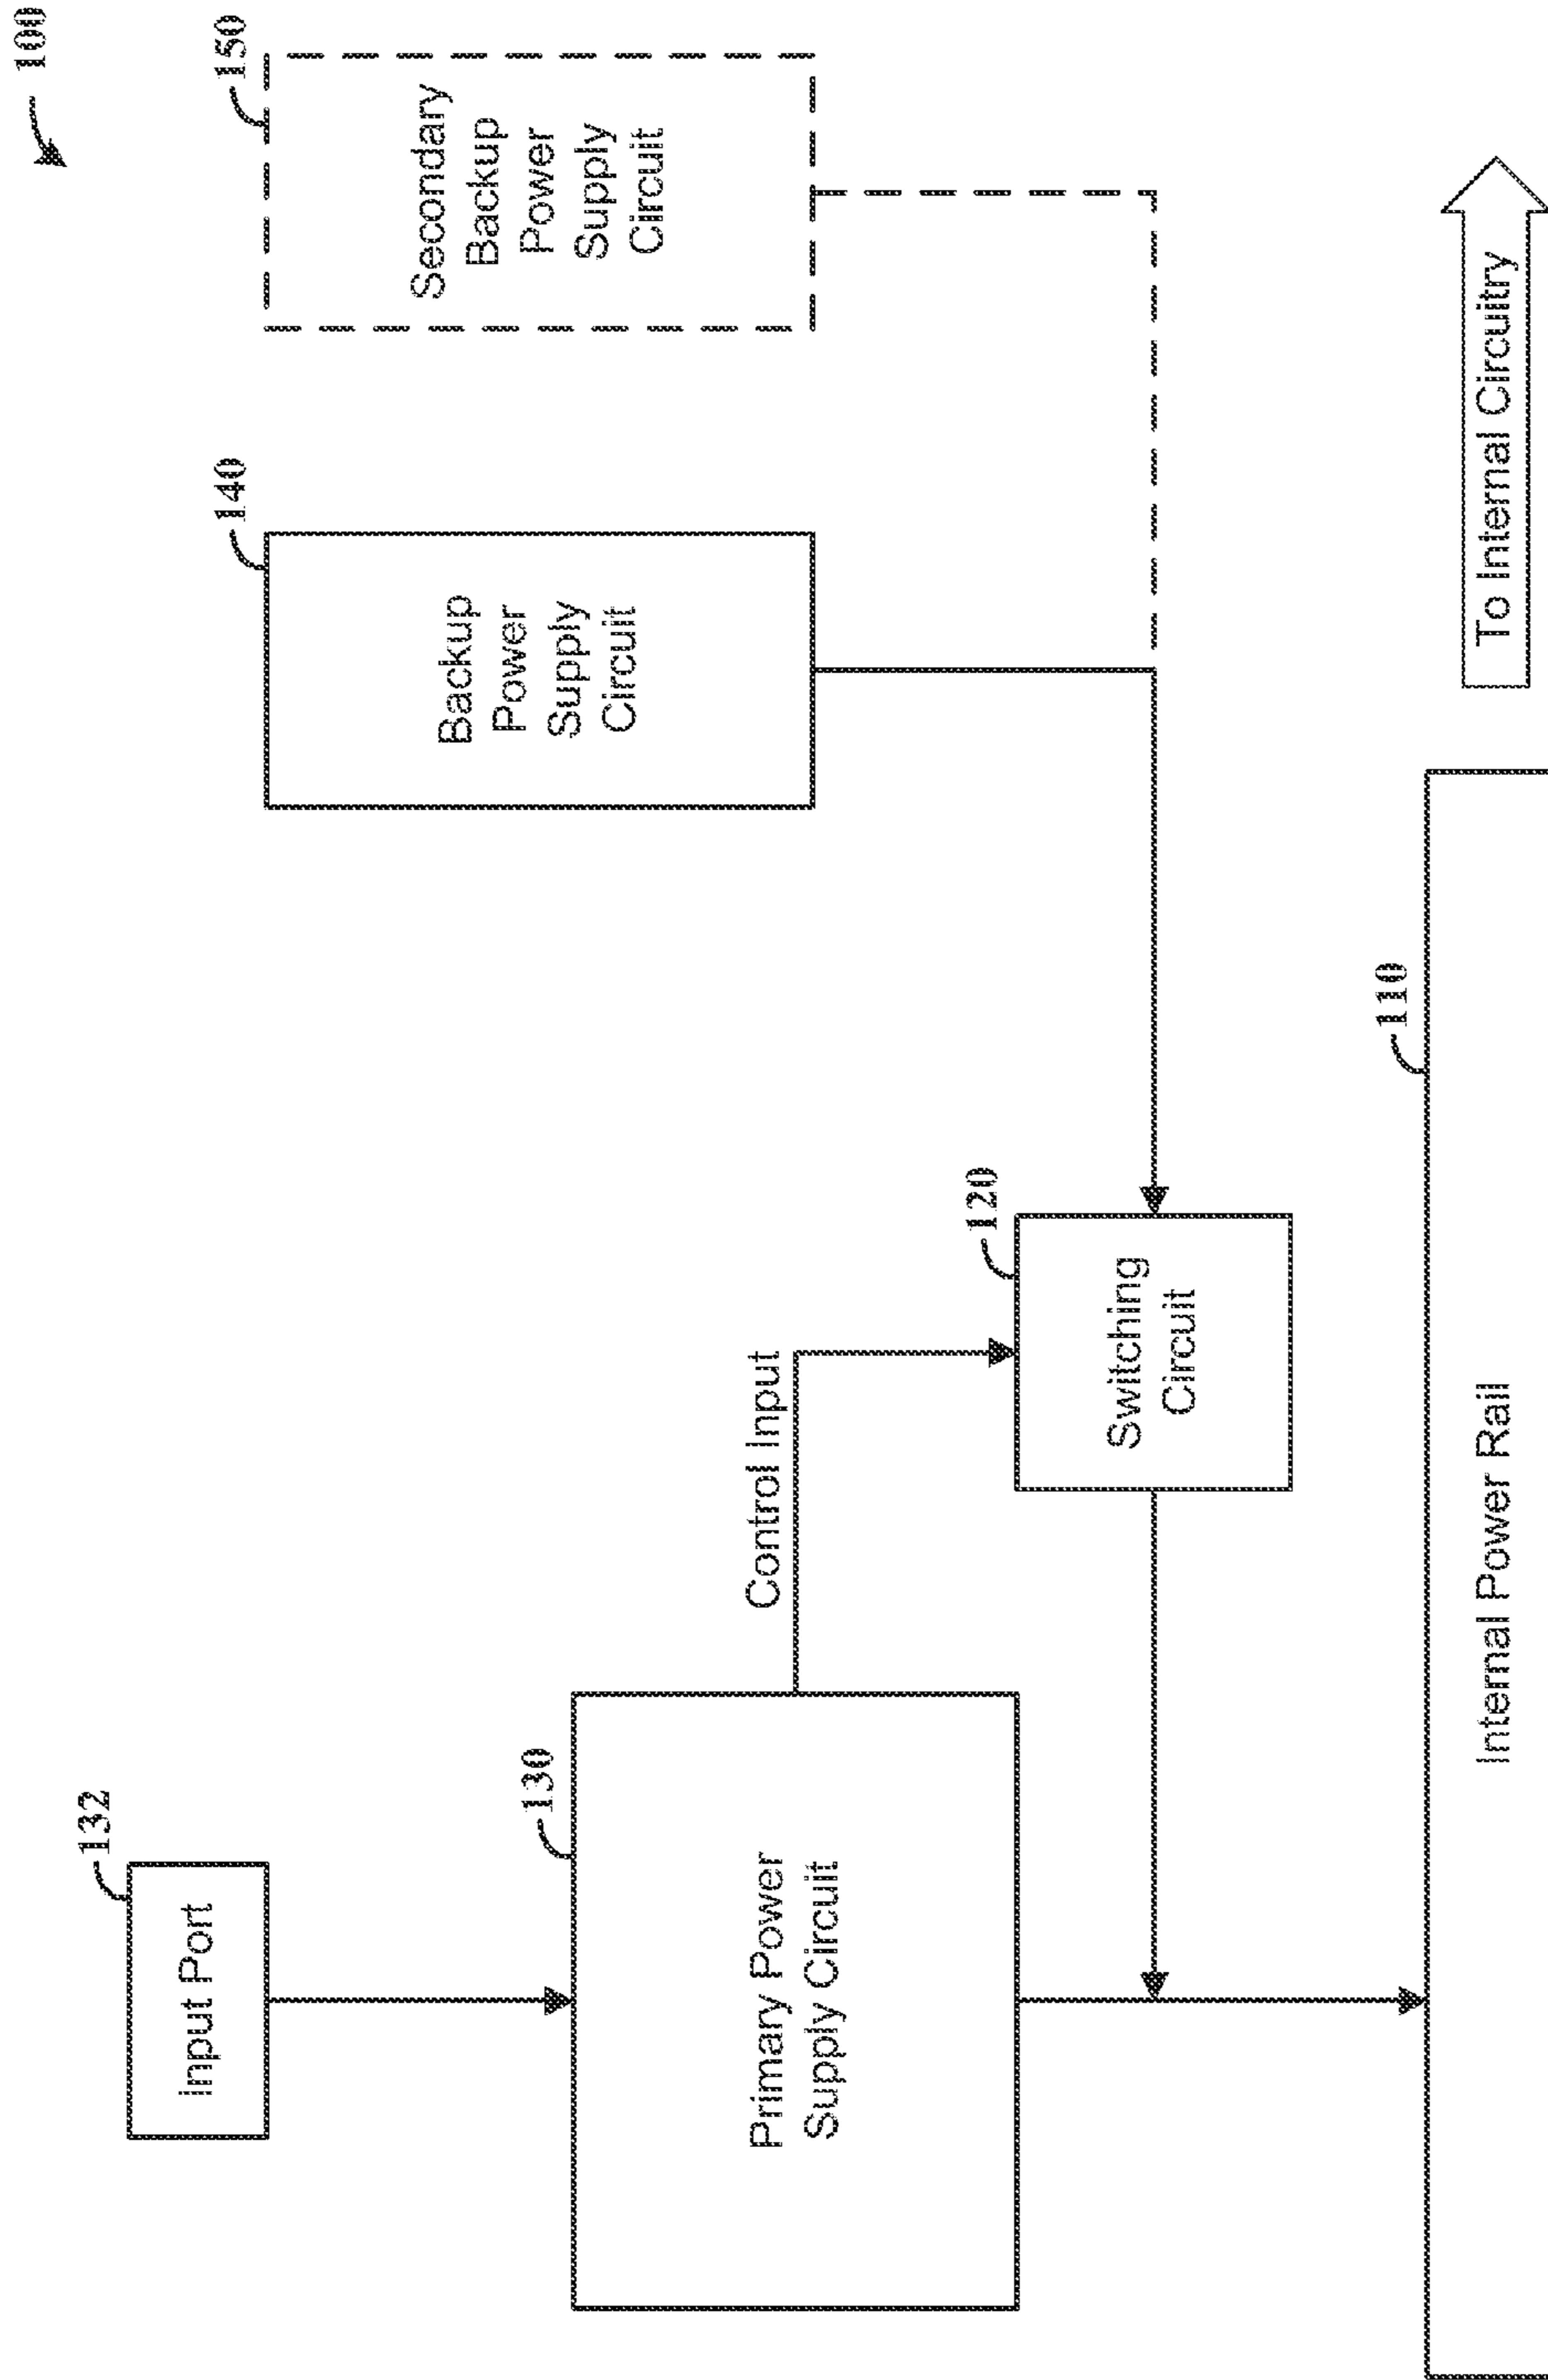 100
132
Input Port
130
Primary Power
Supply Circuit
Control Input
120
Switching
Circuit
140
Backup
Power
Supply
Circuit
150
Secondary
Backup
Power
Supply
Circuit
110
Internal Power Rail
To Internal Circuitry